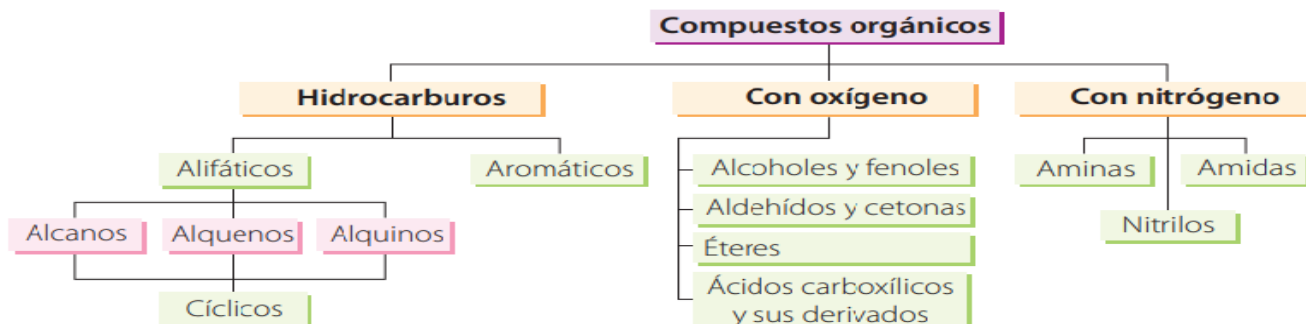 Compuestos orgánicos
Hidrocarburos
Con oxígeno
Con nitrógeno
Alifáticos
Aromáticos
Alcoholes y fenoles
Aminas
Amidas
Alcanos
Alquenos
Alquinos
Aldehídos y cetonas
Nitrilos
Éteres
Cíclicos
Ácidos carboxílicos
y sus derivados